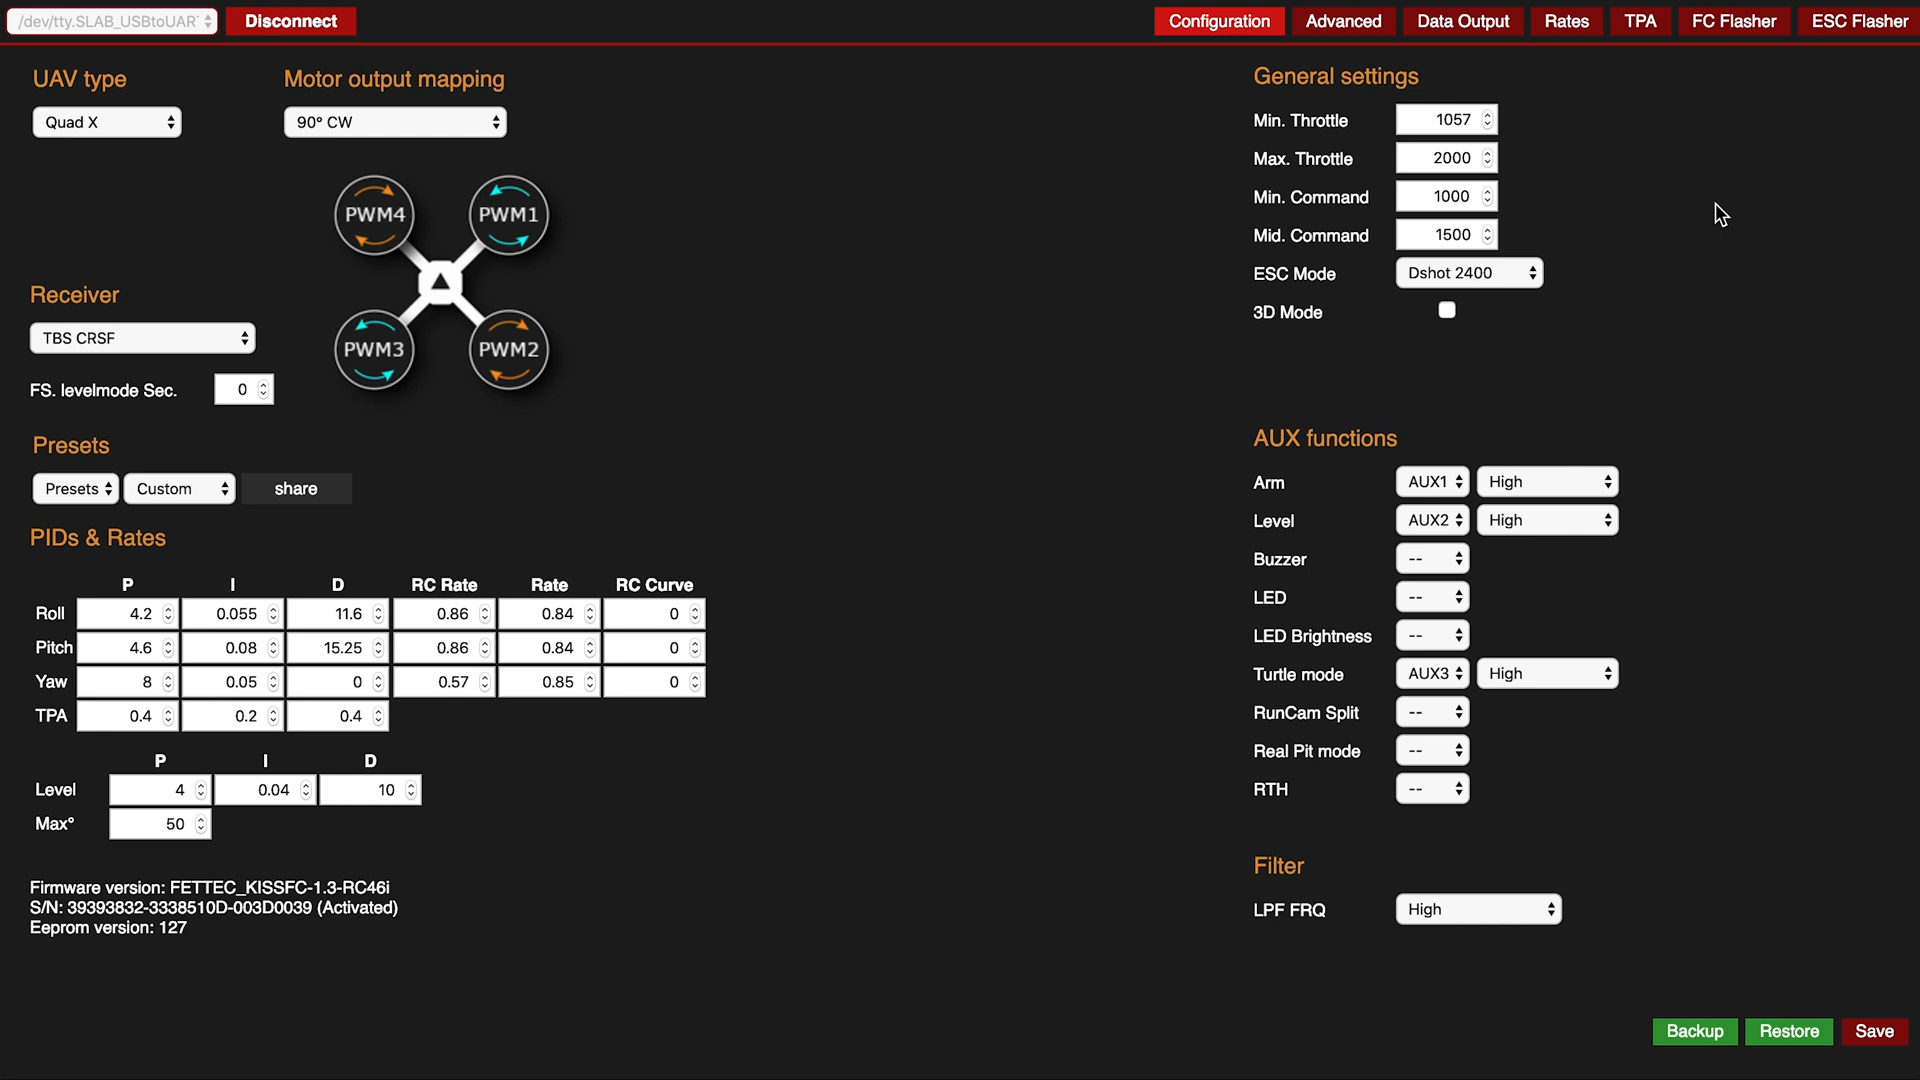 /dev/tty.SLAB_USBtoUAR
Disconnect
Configuration
Advanced
Data Output
Rates
TPA
FC Flasher
ESC Flasher
UAV type
Motor output mapping
Quad X
90° CW
PWM4
PWM1
PWM3
PWM2
Receiver
TBS CRSF
FS. levelmode Sec. 0
Presets
Presets Custom share
PIDs & Rates
P I D RC Rate Rate RC Curve
Roll 4.2 0.055 11.6 0.86 0.84 0
Pitch 4.6 0.08 15.25 0.86 0.84 0
Yaw 8 0.05 0 0.57 0.85 0
TPA 0.4 0.2 0.4
P I D
Level 4 0.04 10
Max° 50
Firmware version: FETTEC_KISSFC-1.3-RC46i
S/N: 39393832-3338510D-003D0039 (Activated)
Eeprom version: 127
General settings
Min. Throttle 1057
Max. Throttle 2000
Min. Command 1000
Mid. Command 1500
ESC Mode Dshot 2400
3D Mode
AUX functions
Arm AUX1 High
Level AUX2 High
Buzzer --
LED --
LED Brightness --
Turtle mode AUX3 High
RunCam Split --
Real Pit mode --
RTH --
Filter
LPF FRQ High
Backup Restore Save